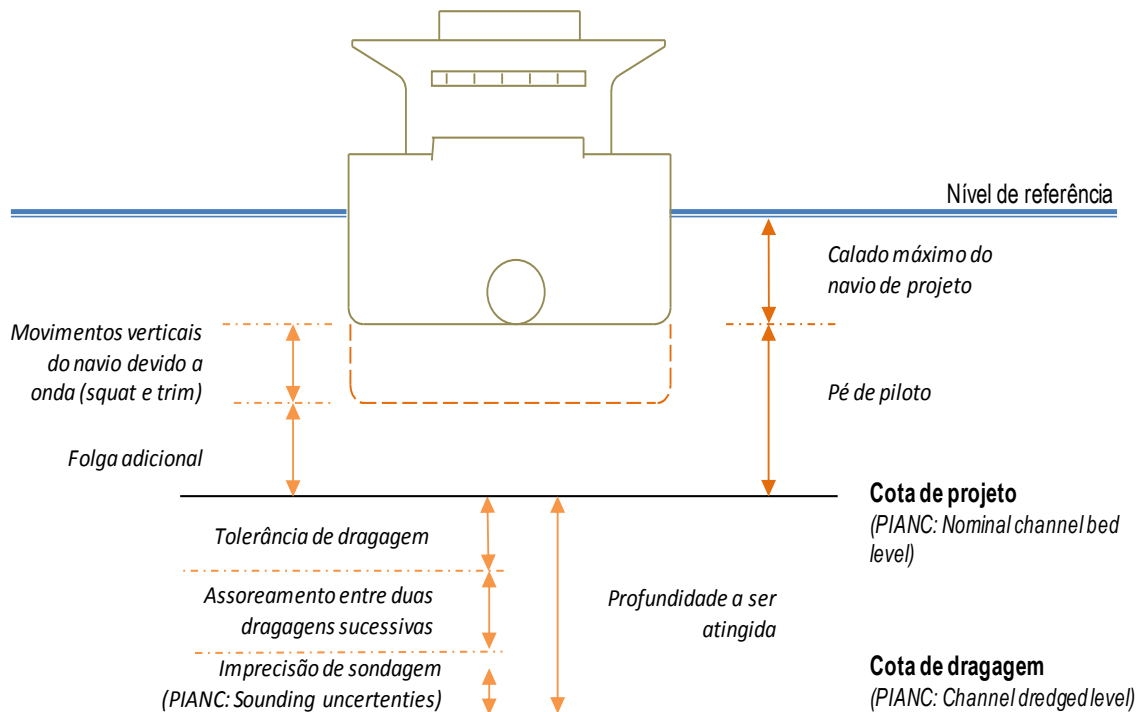 Nível de referência
Calado máximo do
navio de projeto
Movimentos verticais
do navio devido a
onda (squat e trim)
Pé de piloto
Folga adicional
Cota de projeto
(PIANC: Nominal channel bed
level)
Tolerância de dragagem
Assoreamento entre duas
dragagens sucessivas
Profundidade a ser
atingida
Imprecisão de sondagem
(PIANC: Sounding uncertenties)
Cota de dragagem
(PIANC: Channel dredged level)